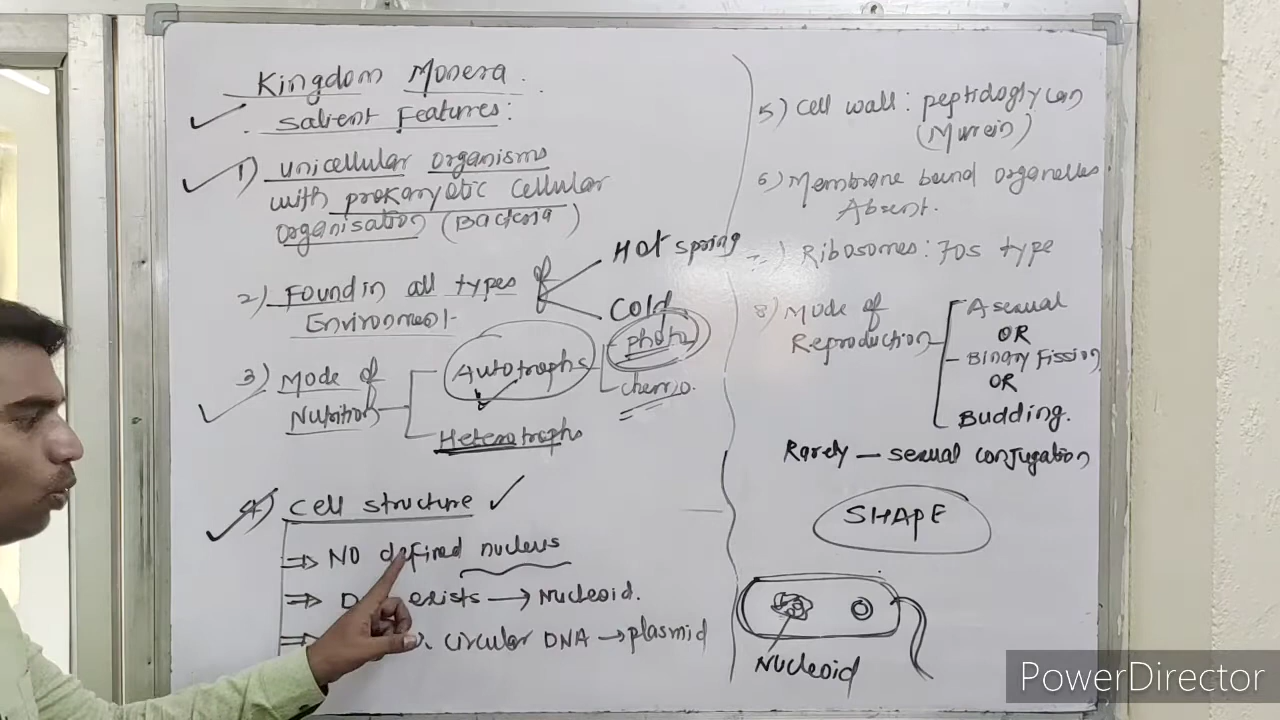 Kingdom Monera.
Salient Features:
1) Unicellular organisms
with prokaryotic cellular
organisation (Bacteria)
2) Found in all types of
Environment
Hot spring
Cold
3) Mode of
Nutrition
Autotrophs
photo
chemo.
Heterotrophs
4) Cell structure
⇒ NO defined nucleus
⇒ exists → Nucleoid.
circular DNA → plasmid
5) Cell wall: peptidoglycan
(Murein)
6) Membrane bound organelles
Absent.
7) Ribosomes: 70s type
8) Mode of
Reproduction
Asexual
OR
Binary Fission
OR
Budding.
Rarely – sexual conjugation
SHAPE
Nucleoid
PowerDirector